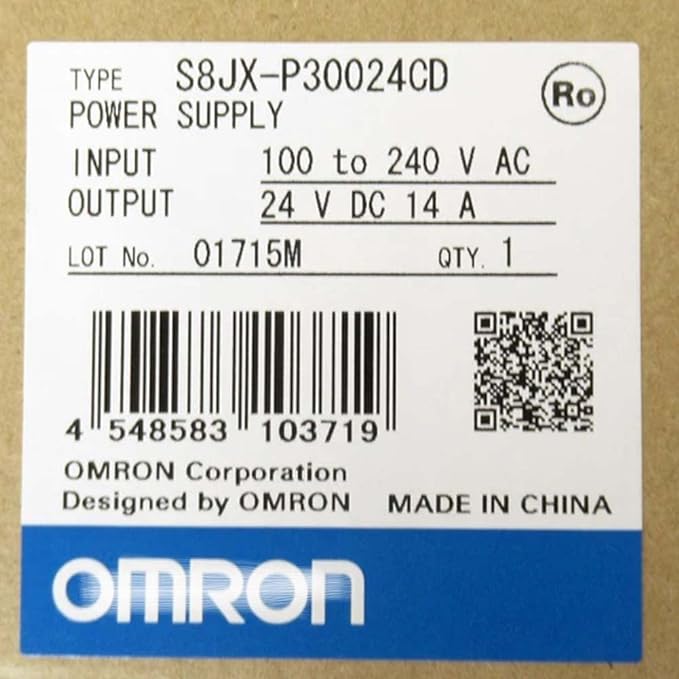 TYPE S8JX-P30024CD
Ro
POWER SUPPLY
INPUT 100 to 240 V AC
OUTPUT 24 V DC 14 A
LOT No. 01715M QTY. 1
4 548583 103719
OMRON Corporation
Designed by OMRON MADE IN CHINA
OMRON